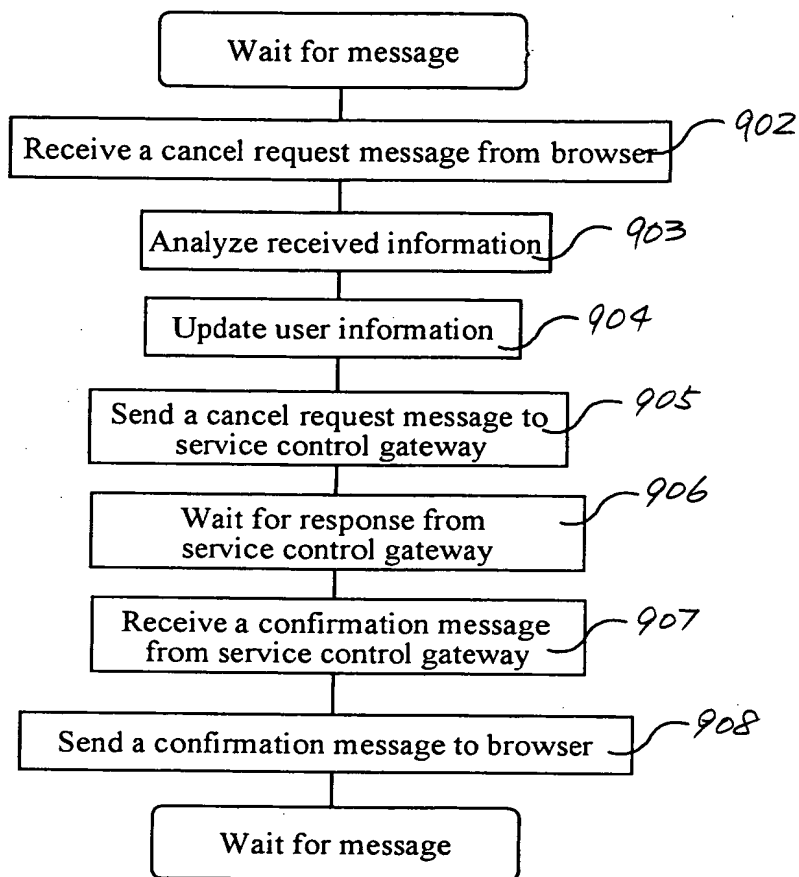 Wait for message
902
Receive a cancel request message from browser
903
Analyze received information
904
Update user information
905
Send a cancel request message to
service control gateway
906
Wait for response from
service control gateway
907
Receive a confirmation message
from service control gateway
908
Send a confirmation message to browser
Wait for message